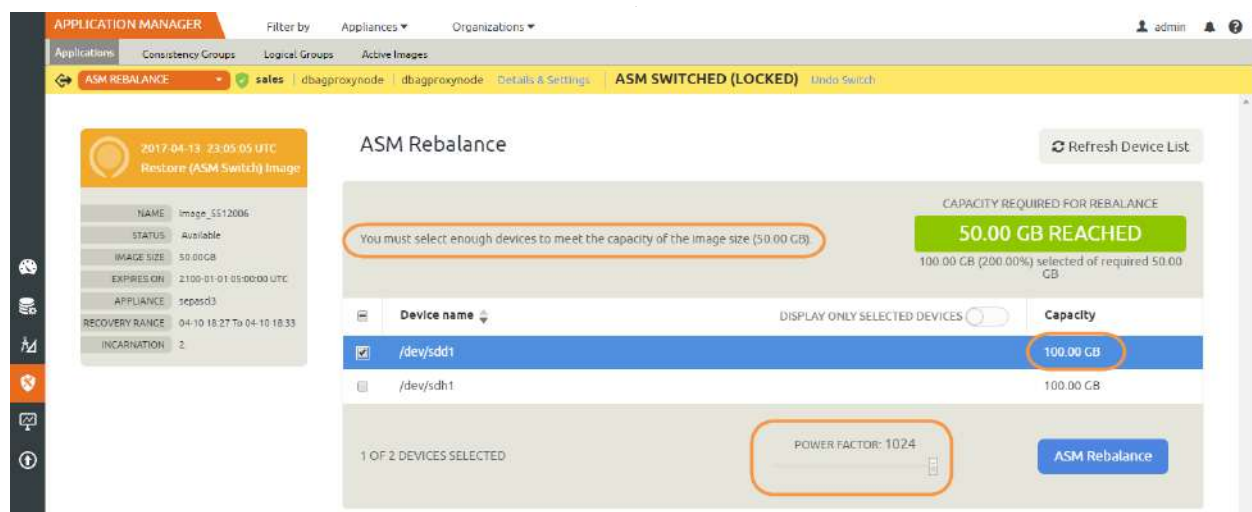 APPLICATION MANAGER Filter by Appliances Organizations admin
Applications Consistency Groups Logical Groups Active Images
ASM REBALANCE sales | dbagproxynode | dbagproxynode Details & Settings ASM SWITCHED (LOCKED) Undo Switch
2017-04-13 23:05:05 UTC
Restore (ASM Switch) Image
NAME Image_5512006
STATUS Available
IMAGE SIZE 50.00GB
EXPIRES ON 2100-01-01 05:00:00 UTC
APPLIANCE sepascl3
RECOVERY RANGE 04-10 18:27 To 04-10 18:33
INCARNATION 2
ASM Rebalance
Refresh Device List
You must select enough devices to meet the capacity of the image size (50.00 GB).
CAPACITY REQUIRED FOR REBALANCE
50.00 GB REACHED
100.00 GB (200.00%) selected of required 50.00
GB
Device name DISPLAY ONLY SELECTED DEVICES Capacity
/dev/sdd1 100.00 GB
/dev/sdh1 100.00 GB
1 OF 2 DEVICES SELECTED
POWER FACTOR: 1024
ASM Rebalance